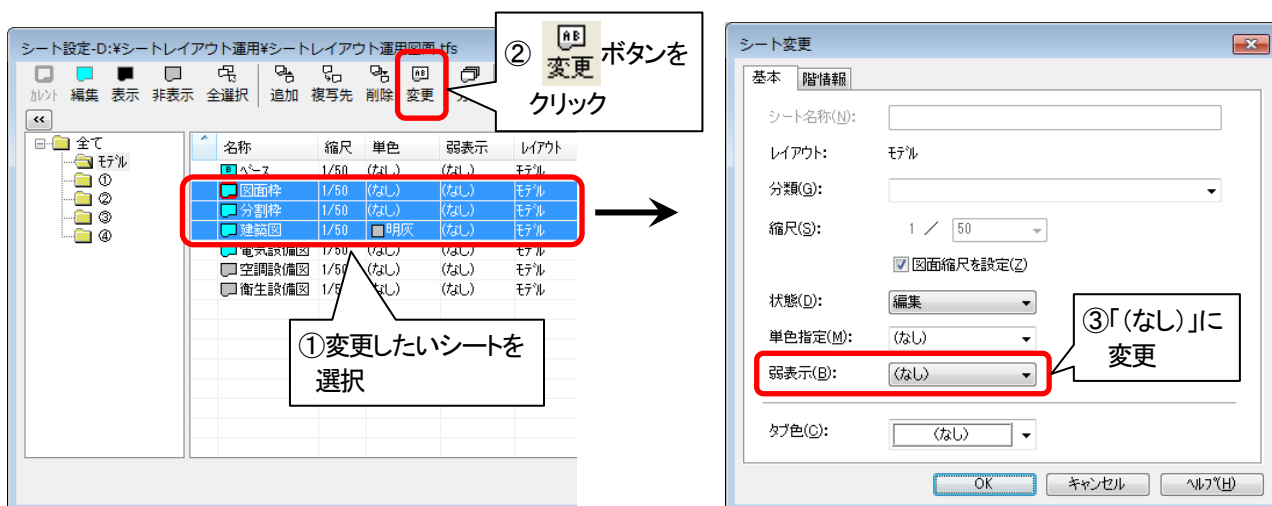 シート設定-D:¥シートレイアウト運用¥シートレイアウト運用図面.tfs
カレント 編集 表示 非表示 全選択 追加 複写先 削除 変更
② 変更 ボタンを
クリック
<<
全て
モデル
①
②
③
④
名称 縮尺 単色 弱表示 レイアウト
ベース 1/50 (なし) (なし) モデル
図面枠 1/50 (なし) (なし) モデル
分割枠 1/50 (なし) (なし) モデル
建築図 1/50 明灰 (なし) モデル
電気設備図 1/50 (なし) (なし) モデル
空調設備図 1/50 (なし) (なし) モデル
衛生設備図 1/50 (なし) (なし) モデル
①変更したいシートを
選択
シート変更
基本 階情報
シート名称(N):
レイアウト: モデル
分類(G):
縮尺(S): 1 ／ 50
図面縮尺を設定(Z)
状態(D): 編集
単色指定(M): (なし)
弱表示(B): (なし)
③「(なし)」に
変更
タブ色(C): (なし)
OK キャンセル ヘルプ(H)